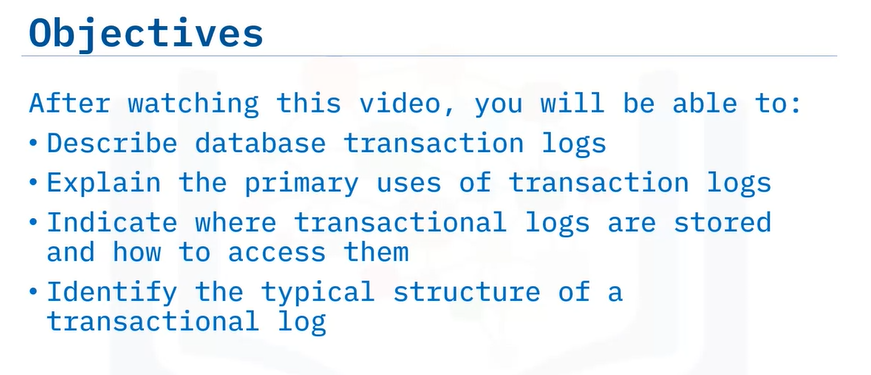 Objectives
After watching this video, you will be able to:
• Describe database transaction logs
• Explain the primary uses of transaction logs
• Indicate where transactional logs are stored
and how to access them
• Identify the typical structure of a
transactional log